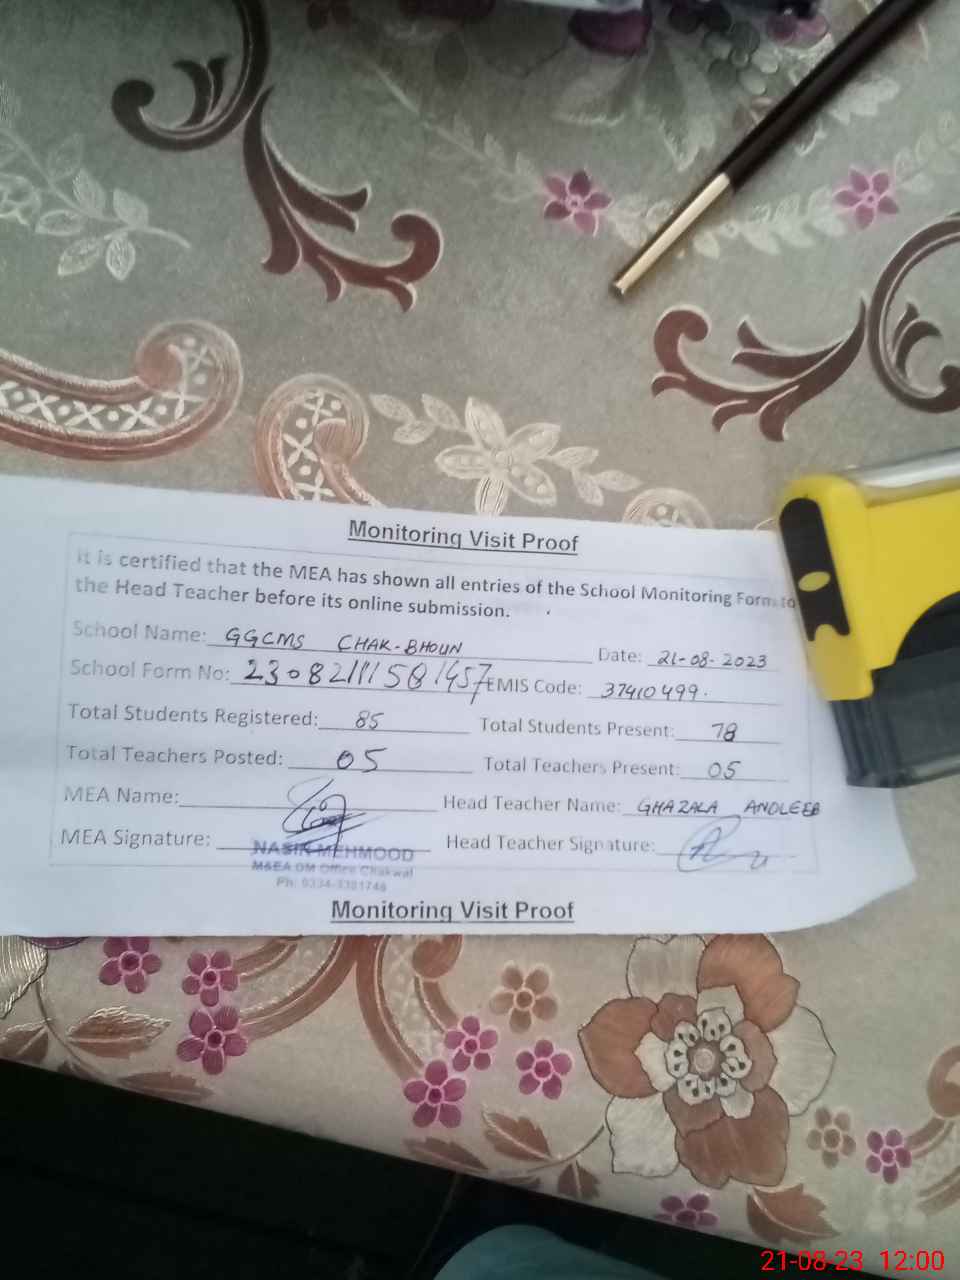 Monitoring Visit Proof
It is certified that the MEA has shown all entries of the School Monitoring Form to
the Head Teacher before its online submission.
School Name: GGCMS CHAK-BHOUN Date: 21-08-2023
School Form No: EMIS Code: 37410499.
Total Students Registered: 85 Total Students Present: 78
Total Teachers Posted: 05 Total Teachers Present: 05
MEA Name: Head Teacher Name: GHAZALA ANDLEEB
MEA Signature: Head Teacher Signature:
NASIR MEHMOOD
M&EA DM Office Chakwal
Ph:
Monitoring Visit Proof
21-08-23 12:00